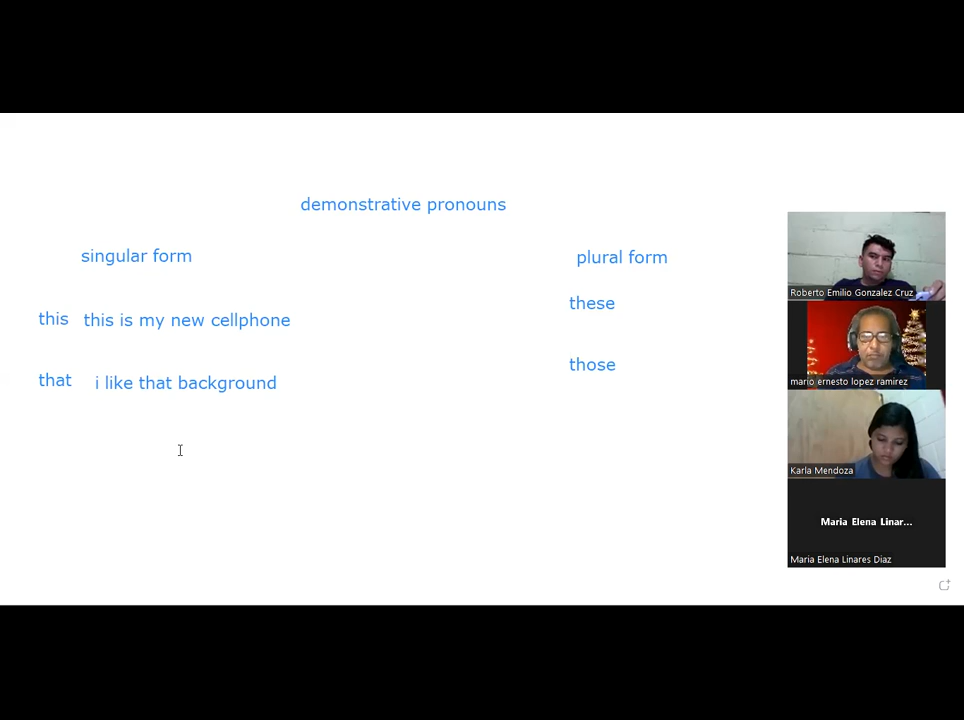 demonstrative pronouns
singular form
plural form
this this is my new cellphone
these
that i like that background
those
Roberto Emilio Gonzalez Cruz
mario ernesto lopez ramirez
Karla Mendoza
Maria Elena Linar...
Maria Elena Linares Diaz